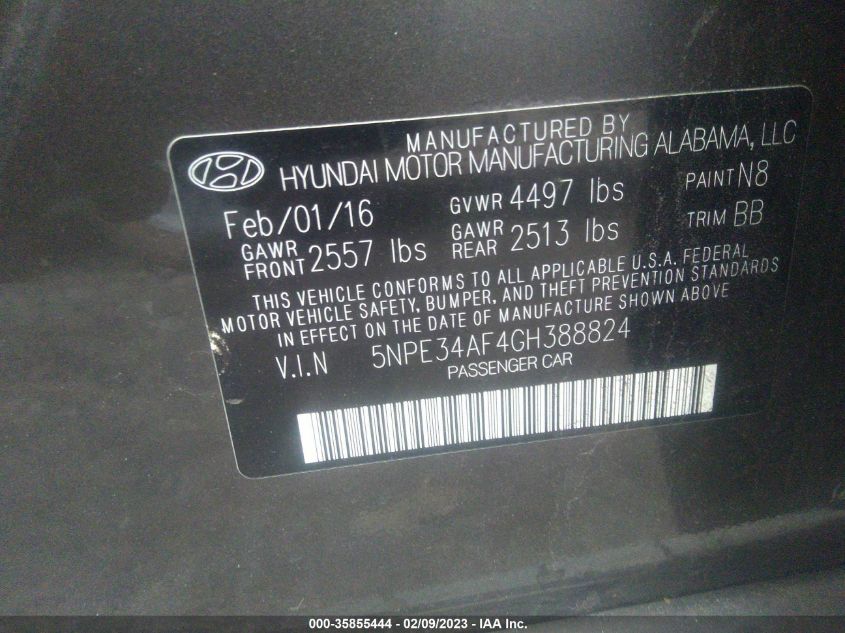 MANUFACTURED BY
HYUNDAI MOTOR MANUFACTURING ALABAMA, LLC
Feb/01/16 GVWR 4497 lbs PAINT N8
GAWR FRONT 2557 lbs GAWR REAR 2513 lbs TRIM BB
THIS VEHICLE CONFORMS TO ALL APPLICABLE U.S.A. FEDERAL
MOTOR VEHICLE SAFETY, BUMPER, AND THEFT PREVENTION STANDARDS
IN EFFECT ON THE DATE OF MANUFACTURE SHOWN ABOVE
V.I.N 5NPE34AF4GH388824
PASSENGER CAR
000-35855444 - 02/09/2023 - IAA Inc.